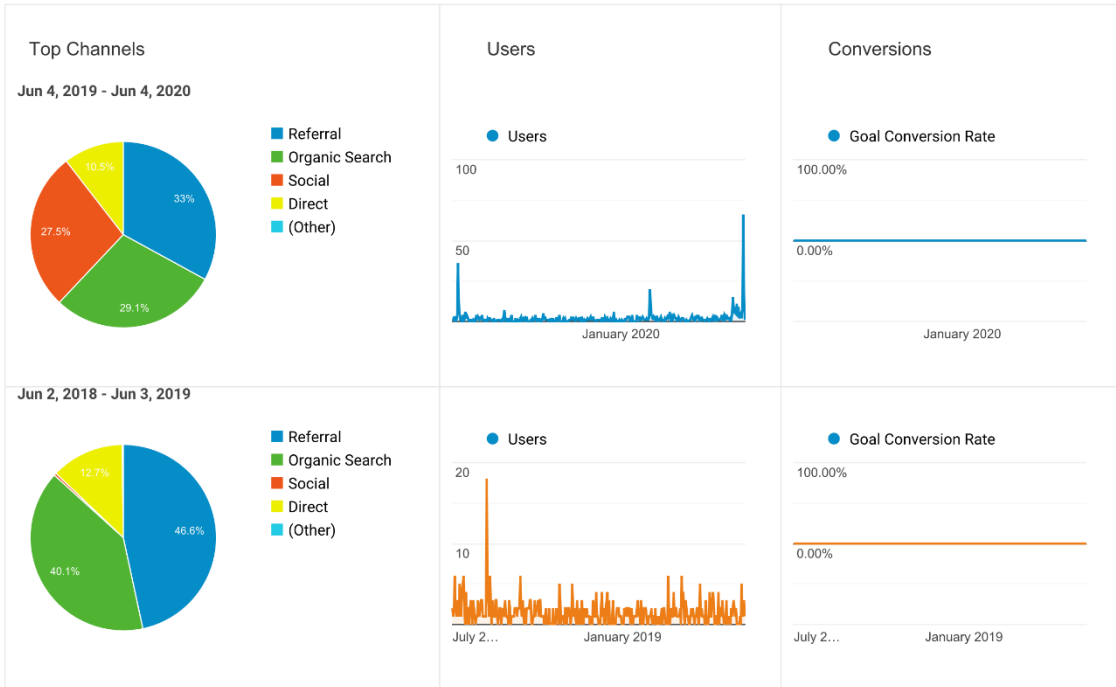 Top Channels
Users
Conversions
Jun 4, 2019 - Jun 4, 2020
Referral
Organic Search
Social
Direct
(Other)
10.5%
33%
27.5%
29.1%
Users
100
50
January 2020
Goal Conversion Rate
100.00%
0.00%
January 2020
Jun 2, 2018 - Jun 3, 2019
Referral
Organic Search
Social
Direct
(Other)
12.7%
46.6%
40.1%
Users
20
10
July 2…
January 2019
Goal Conversion Rate
100.00%
0.00%
July 2…
January 2019